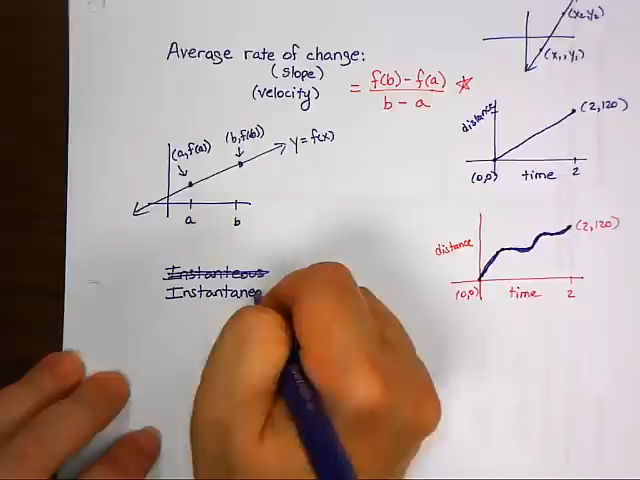 Average rate of change:
(slope)
(velocity)
= f(b) - f(a)
b - a
(a, f(a))
(b, f(b))
y = f(x)
a
b
(x₂, y₂)
(x₁, y₁)
distance
(2, 120)
(0,0)
time
2
distance
(2, 120)
(0,0)
time
2
Instanteous
Instantaneo